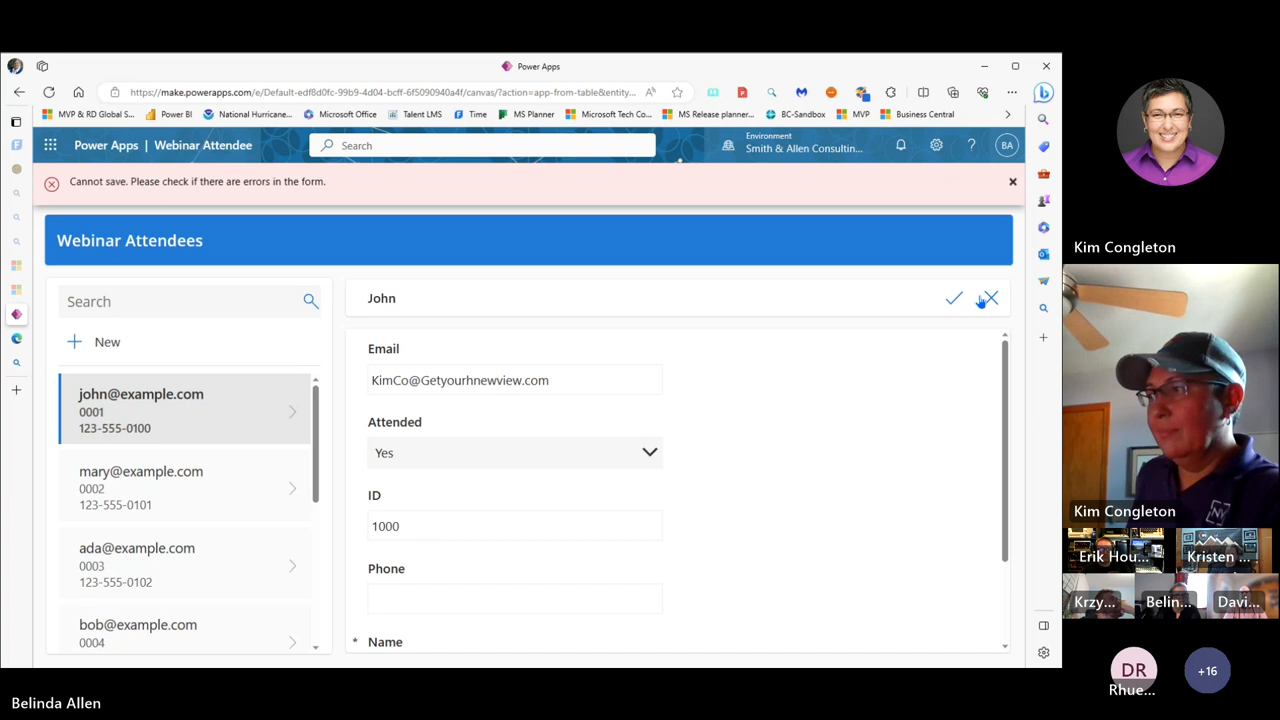 Power Apps
https://make.powerapps.com/e/Default-edf8d0fc-99b9-4d04-bcff-6f5090940a4f/canvas/?action=app-from-table&entity...
MVP & RD Global S...
Power BI
National Hurricane...
Microsoft Office
Talent LMS
Time
MS Planner
Microsoft Tech Co...
MS Release planner...
BC-Sandbox
MVP
Business Central
Power Apps | Webinar Attendee
Search
Environment
Smith & Allen Consultin...
BA
Cannot save. Please check if there are errors in the form.
Webinar Attendees
Search
New
john@example.com
0001
123-555-0100
mary@example.com
0002
123-555-0101
ada@example.com
0003
123-555-0102
bob@example.com
0004
John
Email
KimCo@Getyourhnewview.com
Attended
Yes
ID
1000
Phone
* Name
Kim Congleton
Kim Congleton
NV
Erik Hou...
Kristen ...
Krzy...
Belin...
Davi...
DR
Rhue...
+16
Belinda Allen